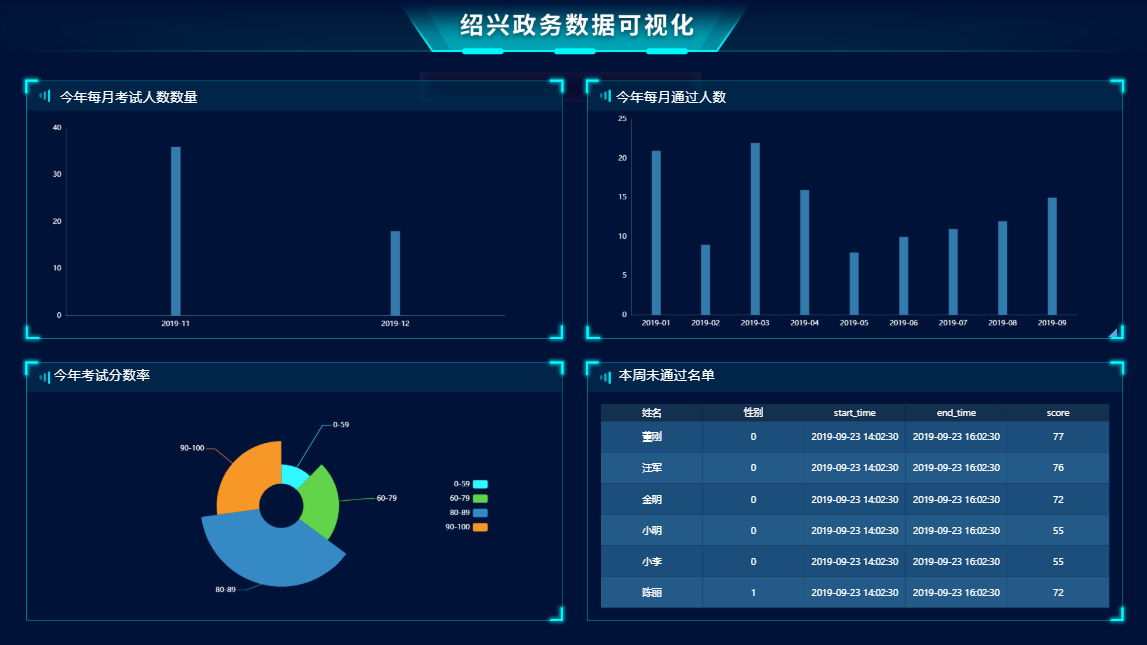 绍兴政务数据可视化
今年每月考试人数数量
40
30
20
10
0
2019-11 2019-12
今年每月通过人数
25
20
15
10
5
0
2019-01 2019-02 2019-03 2019-04 2019-05 2019-06 2019-07 2019-08 2019-09
今年考试分数率
0-59
90-100
60-79
80-89
0-59
60-79
80-89
90-100
本周未通过名单
姓名 性别 start_time end_time score
董刚 0 2019-09-23 14:02:30 2019-09-23 16:02:30 77
汪军 0 2019-09-23 14:02:30 2019-09-23 16:02:30 76
全明 0 2019-09-23 14:02:30 2019-09-23 16:02:30 72
小明 0 2019-09-23 14:02:30 2019-09-23 16:02:30 55
小李 0 2019-09-23 14:02:30 2019-09-23 16:02:30 55
陈丽 1 2019-09-23 14:02:30 2019-09-23 16:02:30 72